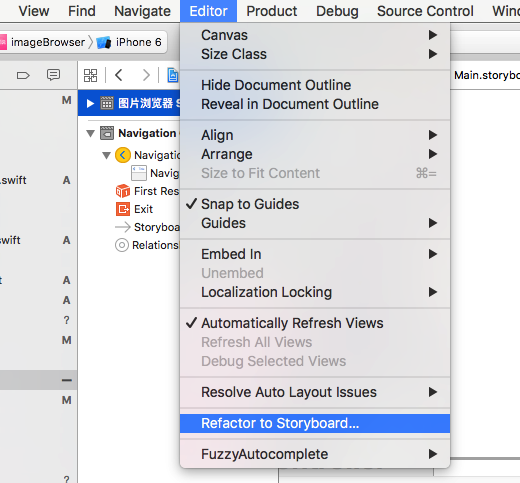 View Find Navigate Editor Product Debug Source Control
imageBrowser iPhone 6
Canvas
Size Class
Main.storybo
Hide Document Outline
M
图片浏览器
Reveal in Document Outline
Navigation
Align
Navigation
Arrange
Navig
Size to Fit Content ⌘=
.swift A
First Res
Snap to Guides
Exit
Guides
Storyboa
swift A
Relations
Embed In
Unembed
t A
Localization Locking
A
?
Automatically Refresh Views
M
Refresh All Views
Debug Selected Views
Resolve Auto Layout Issues
M
Refactor to Storyboard...
FuzzyAutocomplete
?